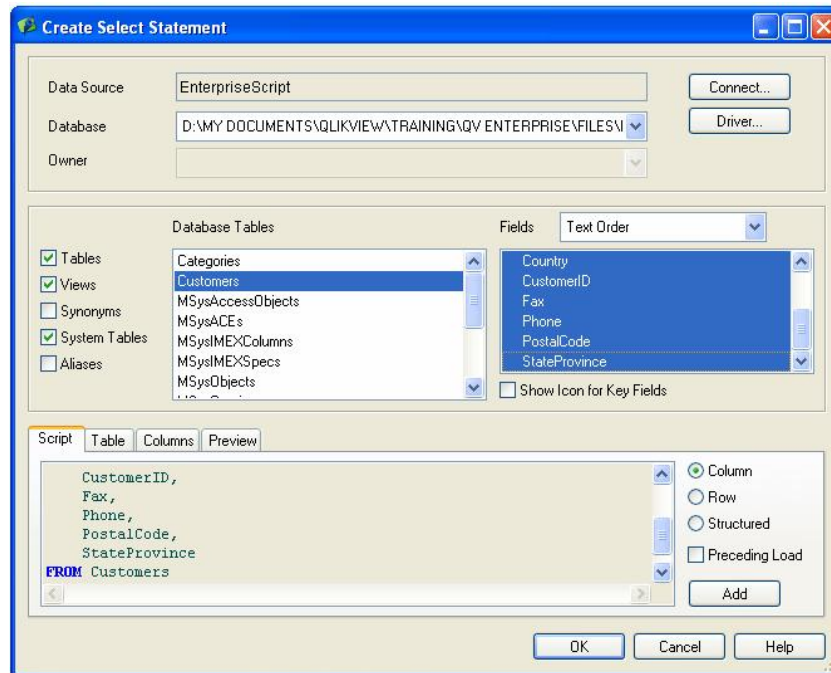 Create Select Statement
Data Source
EnterpriseScript
Connect...
Database
D:\MY DOCUMENTS\QLIKVIEW\TRAINING\QV ENTERPRISE\FILES\
Driver...
Owner
Database Tables
Fields
Text Order
Tables
Views
Synonyms
System Tables
Aliases
Categories
Customers
MSysAccessObjects
MSysACEs
MSysIMEXColumns
MSysIMEXSpecs
MSysObjects
Country
CustomerID
Fax
Phone
PostalCode
StateProvince
Show Icon for Key Fields
Script Table Columns Preview
CustomerID,
Fax,
Phone,
PostalCode,
StateProvince
FROM Customers
Column
Row
Structured
Preceding Load
Add
OK Cancel Help